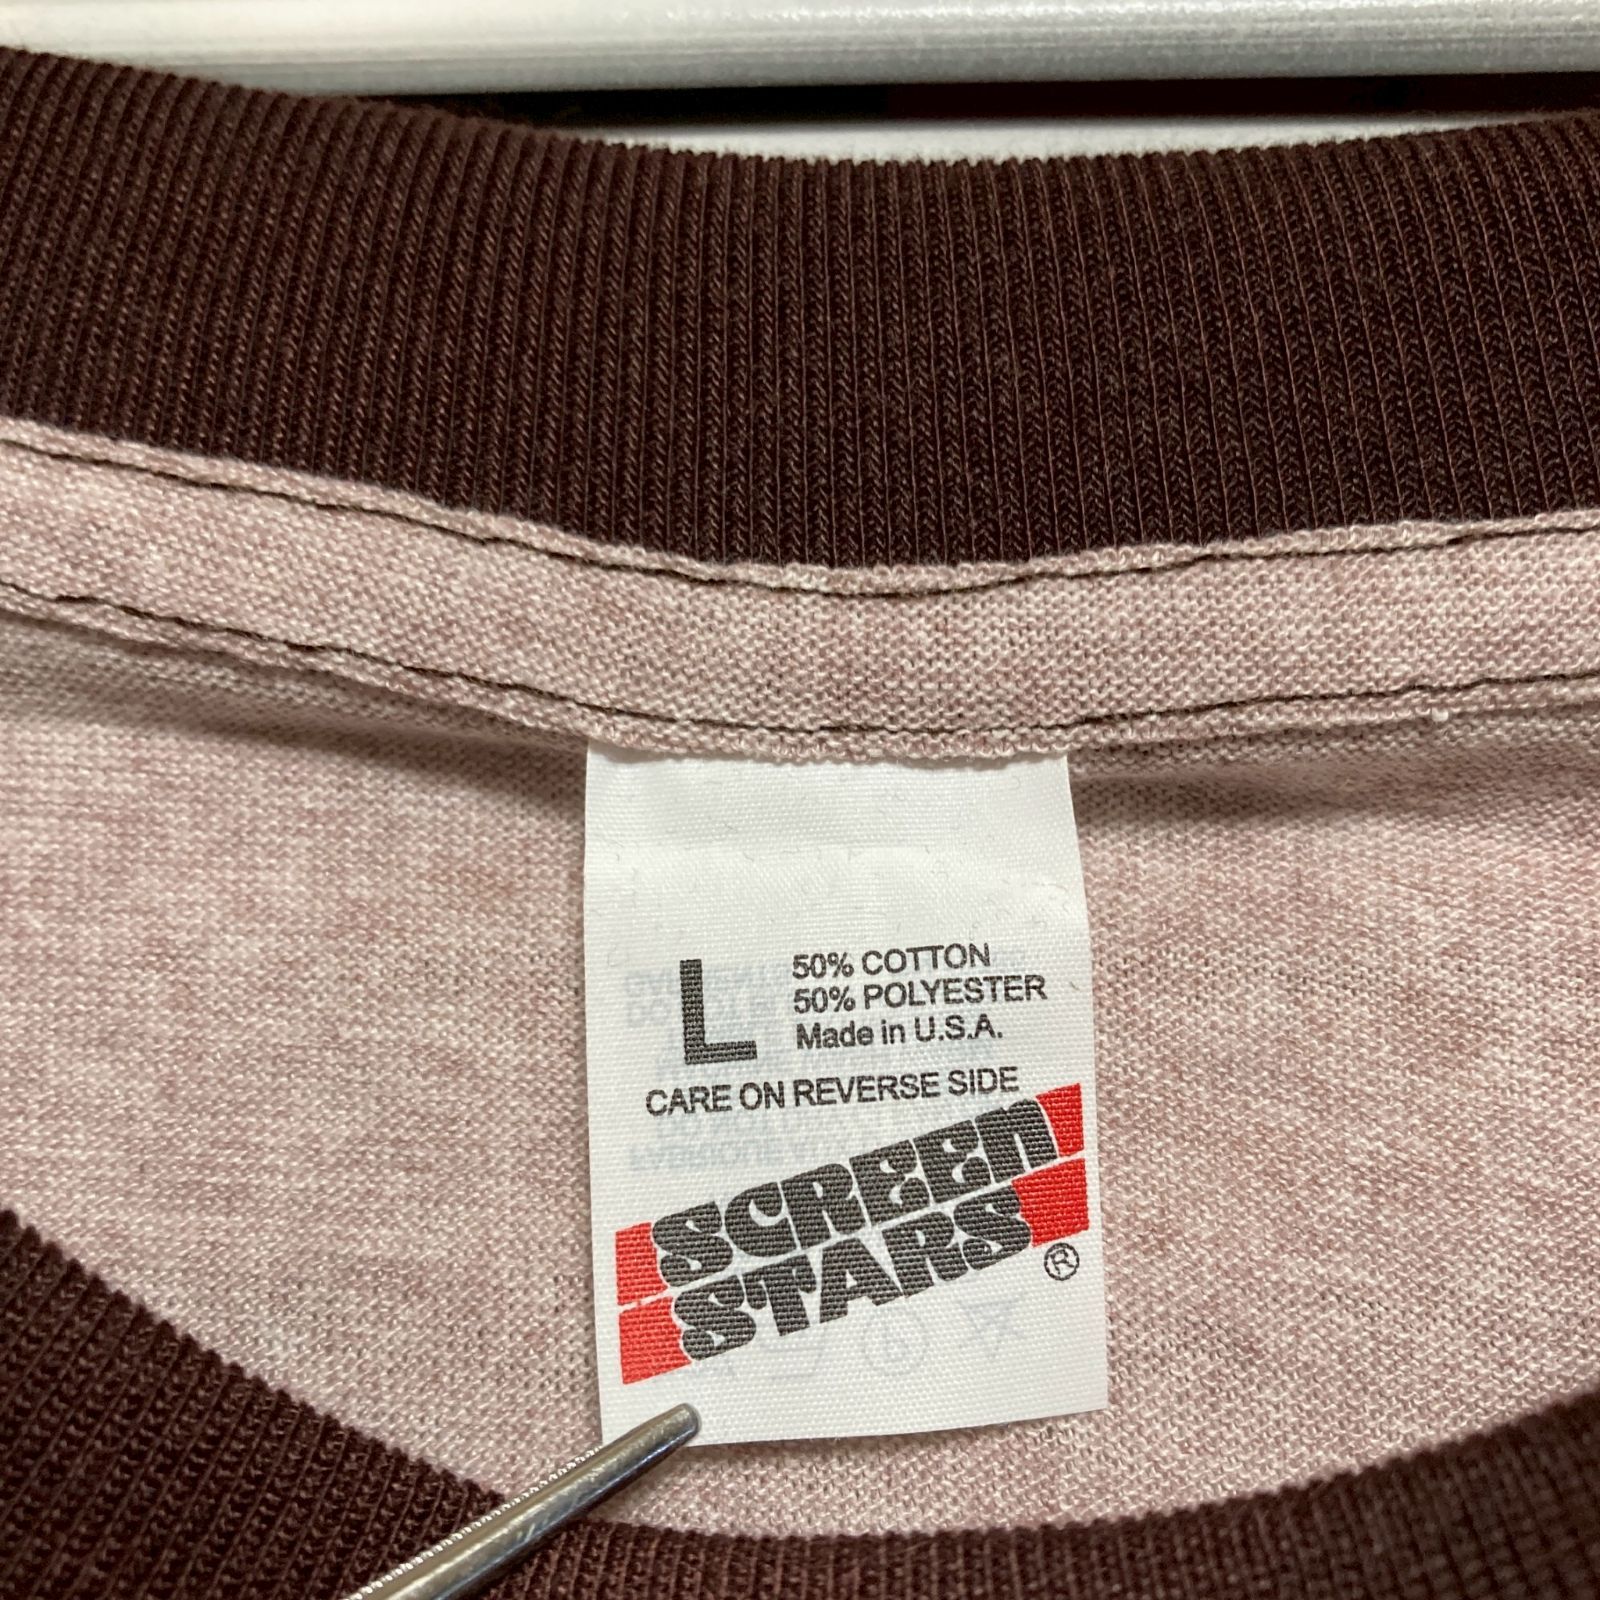 L
50% COTTON
50% POLYESTER
Made in U.S.A.
CARE ON REVERSE SIDE
SCREEN
STARS
®